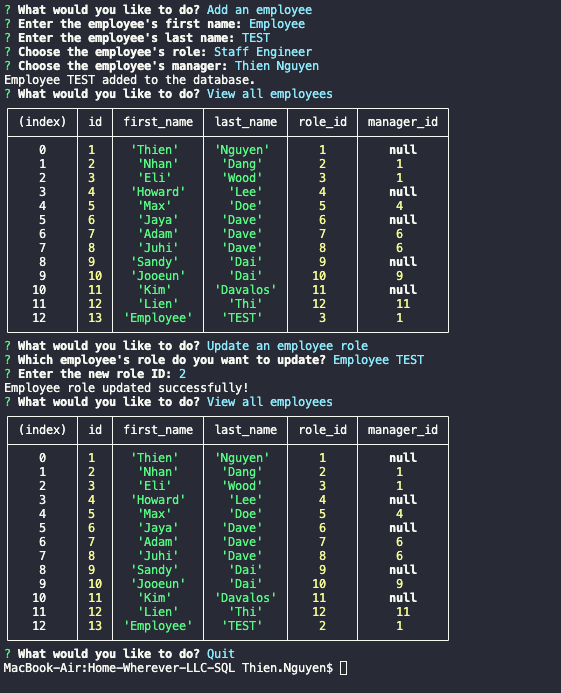 ? What would you like to do? Add an employee
? Enter the employee's first name: Employee
? Enter the employee's last name: TEST
? Choose the employee's role: Staff Engineer
? Choose the employee's manager: Thien Nguyen
Employee TEST added to the database.
? What would you like to do? View all employees
(index) id first_name last_name role_id manager_id
0 1 'Thien' 'Nguyen' 1 null
1 2 'Nhan' 'Dang' 2 1
2 3 'Eli' 'Wood' 3 1
3 4 'Howard' 'Lee' 4 null
4 5 'Max' 'Doe' 5 4
5 6 'Jaya' 'Dave' 6 null
6 7 'Adam' 'Dave' 7 6
7 8 'Juhi' 'Dave' 8 6
8 9 'Sandy' 'Dai' 9 null
9 10 'Jooeun' 'Dai' 10 9
10 11 'Kim' 'Davalos' 11 null
11 12 'Lien' 'Thi' 12 11
12 13 'Employee' 'TEST' 3 1
? What would you like to do? Update an employee role
? Which employee's role do you want to update? Employee TEST
? Enter the new role ID: 2
Employee role updated successfully!
? What would you like to do? View all employees
(index) id first_name last_name role_id manager_id
0 1 'Thien' 'Nguyen' 1 null
1 2 'Nhan' 'Dang' 2 1
2 3 'Eli' 'Wood' 3 1
3 4 'Howard' 'Lee' 4 null
4 5 'Max' 'Doe' 5 4
5 6 'Jaya' 'Dave' 6 null
6 7 'Adam' 'Dave' 7 6
7 8 'Juhi' 'Dave' 8 6
8 9 'Sandy' 'Dai' 9 null
9 10 'Jooeun' 'Dai' 10 9
10 11 'Kim' 'Davalos' 11 null
11 12 'Lien' 'Thi' 12 11
12 13 'Employee' 'TEST' 2 1
? What would you like to do? Quit
MacBook-Air:Home-Wherever-LLC-SQL Thien.Nguyen$